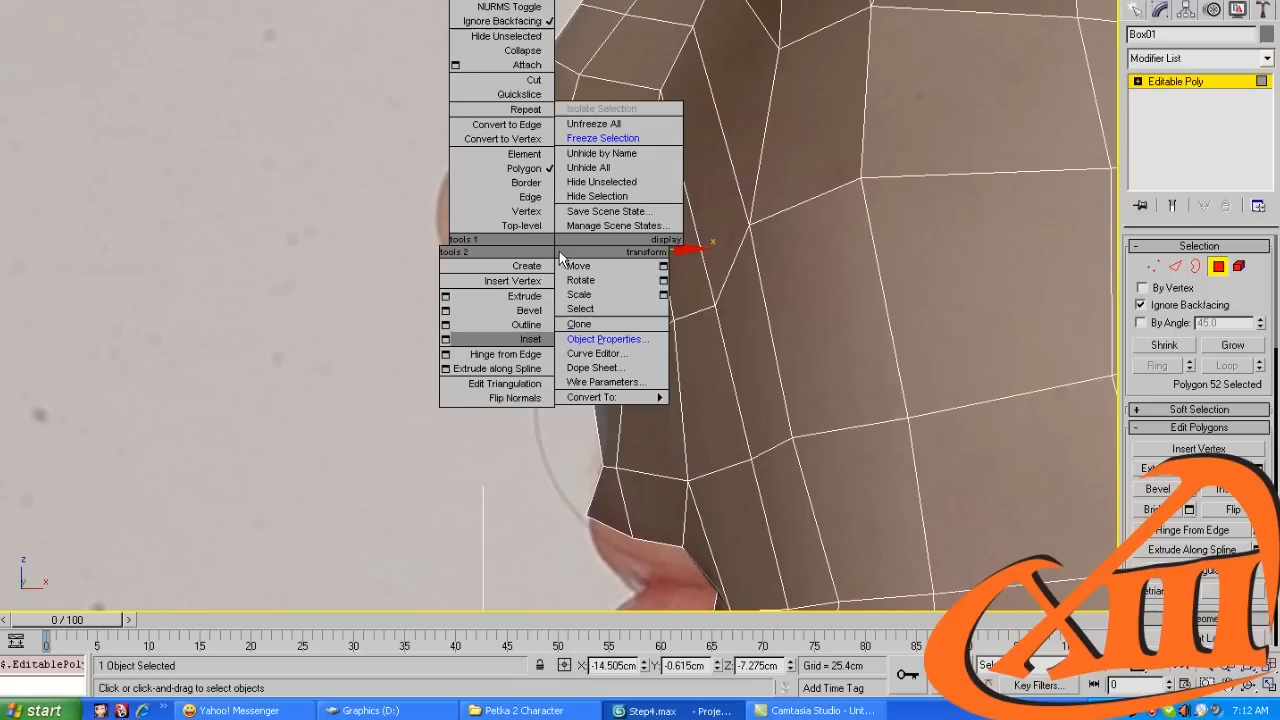 NURMS Toggle
Ignore Backfacing
Hide Unselected
Collapse
Attach
Cut
Quickslice
Repeat
Convert to Edge
Convert to Vertex
Element
Polygon
Border
Edge
Vertex
Top-level
tools 1
Isolate Selection
Unfreeze All
Freeze Selection
Unhide by Name
Unhide All
Hide Unselected
Hide Selection
Save Scene State...
Manage Scene States...
display
tools 2
Create
Insert Vertex
Extrude
Bevel
Outline
Inset
Hinge from Edge
Extrude along Spline
Edit Triangulation
Flip Normals
transform
Move
Rotate
Scale
Select
Clone
Object Properties...
Curve Editor...
Dope Sheet...
Wire Parameters...
Convert To:
x
z
x
Box01
Modifier List
Editable Poly
Selection
By Vertex
Ignore Backfacing
By Angle: 45.0
Shrink Grow
Ring Loop
Polygon 52 Selected
Soft Selection
Edit Polygons
Insert Vertex
Bevel
Flip
Hinge From Edge
Extrude Along Spline
XIII
0 / 100
0 5 10 15 20 25 30 35 40 45 50 55 60 65 70 75 80 85 90
$.EditablePol
1 Object Selected
X: -14.505cm Y: -0.615cm Z: -7.275cm Grid = 25.4cm
Click or click-and-drag to select objects
Add Time Tag
Key Filters...
0
start
Yahoo! Messenger
Graphics (D:)
Petka 2 Character
Step4.max - Proje...
Camtasia Studio - Unt...
7:12 AM